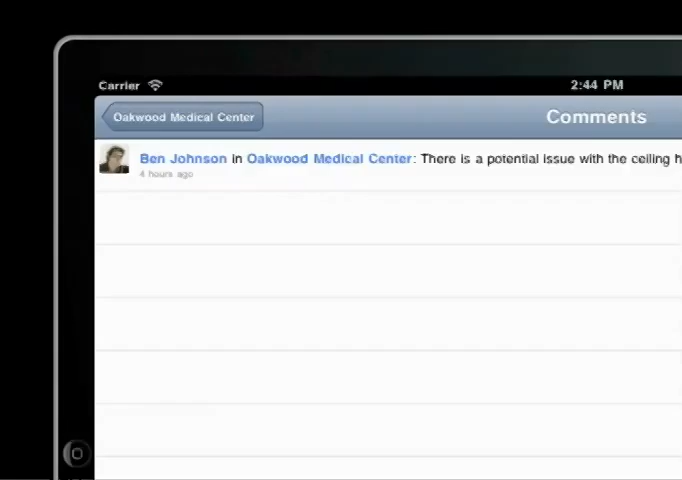 Carrier
2:44 PM
Oakwood Medical Center
Comments
Ben Johnson in Oakwood Medical Center: There is a potential issue with the ceiling
4 hours ago